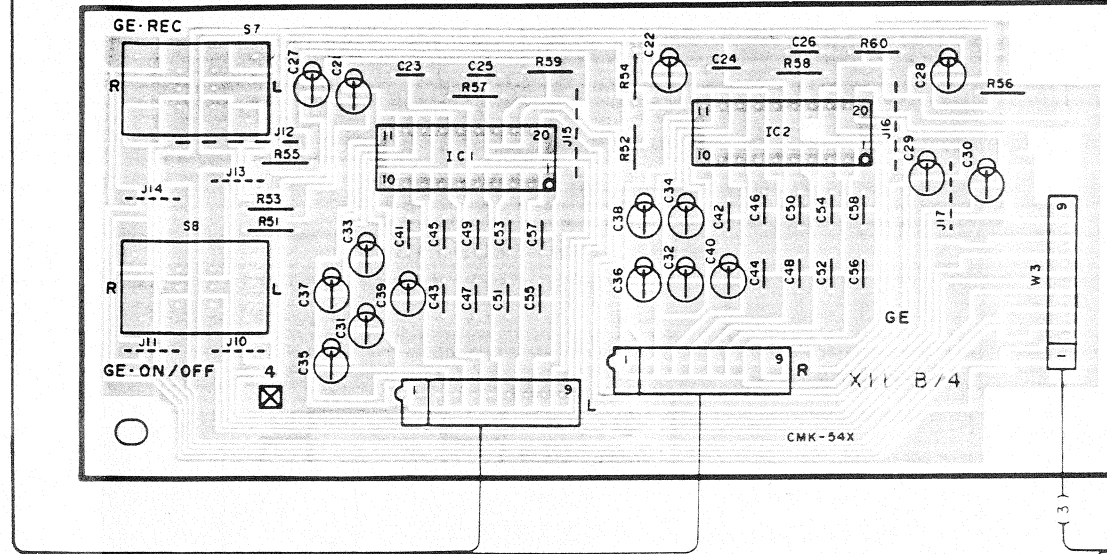 GE·REC
S7
R
L
J12
R55
J13
J14
R53
R51
S8
R
L
J11
J10
GE·ON/OFF
4
C27
C21
C23
C25
R59
R57
11
20
IC1
10
J15
C33
C41
C45
C49
C53
C57
C37
C39
C43
C47
C51
C55
C31
C35
1
9
L
C22
R54
C24
C26
R58
R60
R52
11
20
IC2
10
J16
C28
R56
C29
C30
J17
C38
C34
C42
C46
C50
C54
C58
C36
C32
C40
C44
C48
C52
C56
GE
1
9
R
CMK-54X
9
W3
1
3